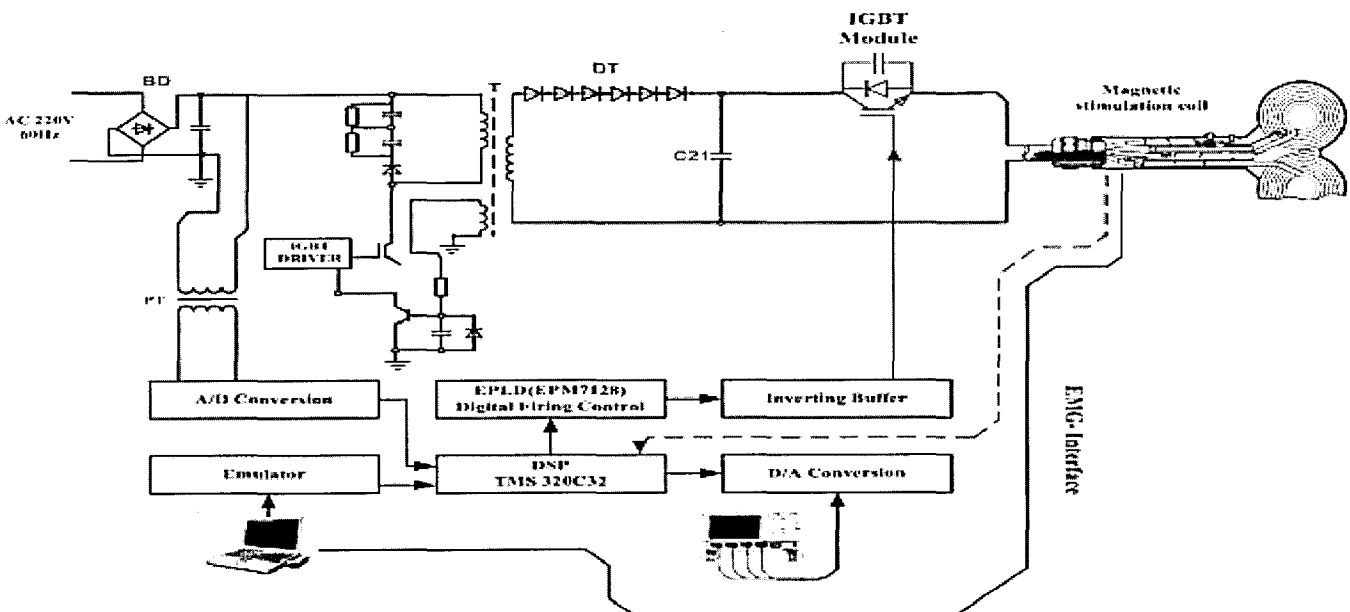 IGBT
Module
BD
DT
T
Magnetic
stimulation coil
AC 220V
60Hz
C21
IGBT
DRIVER
PT
A/D Conversion
EPLD(EPM7128)
Digital Firing Control
Inverting Buffer
EMG- Interface
Emulator
DSP
TMS 320C32
D/A Conversion